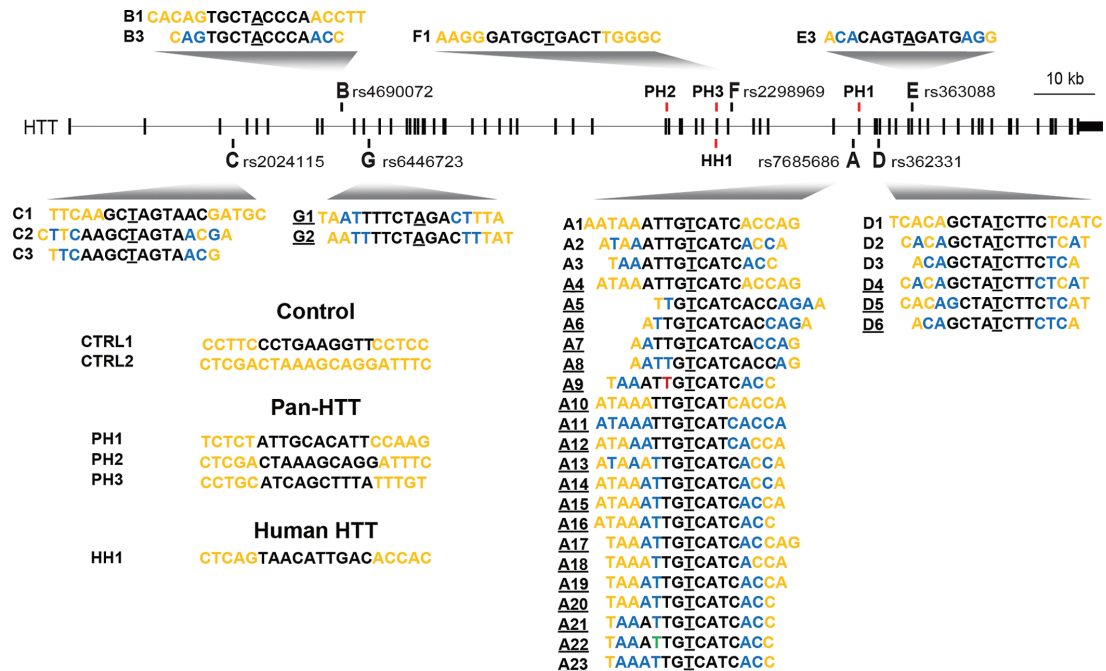 B1 CACAGTGCTACCCAACCTT
B3 CAGTGCTACCCAACC
F1 AAGGGATGCTGACTTGGGC
E3 ACACAGTAGATGAGG
B rs4690072
PH2
PH3
F rs2298969
PH1
E rs363088
10 kb
HTT
C rs2024115
G rs6446723
HH1
rs7685686 A
D rs362331
C1 TTCAAGCTAGTAACGATGC
C2 CTTCAAGCTAGTAACGA
C3 TTCAAGCTAGTAACG
G1 TAATTTTCTAGACTTTA
G2 AATTTTCTAGACTTTAT
A1 AATAAATTGTCATCACCAG
A2 ATAAATTGTCATCACCA
A3 TAAATTGTCATCACC
A4 ATAAATTGTCATCACCAG
A5 TTGTCATCACCAGAA
A6 ATTGTCATCACCAGA
A7 AATTGTCATCACCAG
A8 AATTGTCATCACCAG
A9 TAAATTGTCATCACC
A10 ATAAATTGTCATCACCA
A11 ATAAATTGTCATCACCA
A12 ATAAATTGTCATCACCA
A13 ATAAATTGTCATCACCA
A14 ATAAATTGTCATCACCA
A15 ATAAATTGTCATCACCA
A16 ATAAATTGTCATCACC
A17 TAAATTGTCATCACCAG
A18 TAAATTGTCATCACCA
A19 TAAATTGTCATCACCA
A20 TAAATTGTCATCACC
A21 TAAATTGTCATCACC
A22 TAAATTGTCATCACC
A23 TAAATTGTCATCACC
D1 TCACAGCTATCTTCTCATC
D2 CACAGCTATCTTCTCAT
D3 ACAGCTATCTTCTCA
D4 CACAGCTATCTTCTCAT
D5 CACAGCTATCTTCTCAT
D6 ACAGCTATCTTCTCA
Control
CTRL1 CCTTCCCTGAAGGTTCCTCC
CTRL2 CTCGACTAAAGCAGGATTTC
Pan-HTT
PH1 TCTCTATTGCACATTCCAAG
PH2 CTCGACTAAAGCAGGATTTC
PH3 CCTGCATCAGCTTTATTTGT
Human HTT
HH1 CTCAGTAACATTGACACCAC